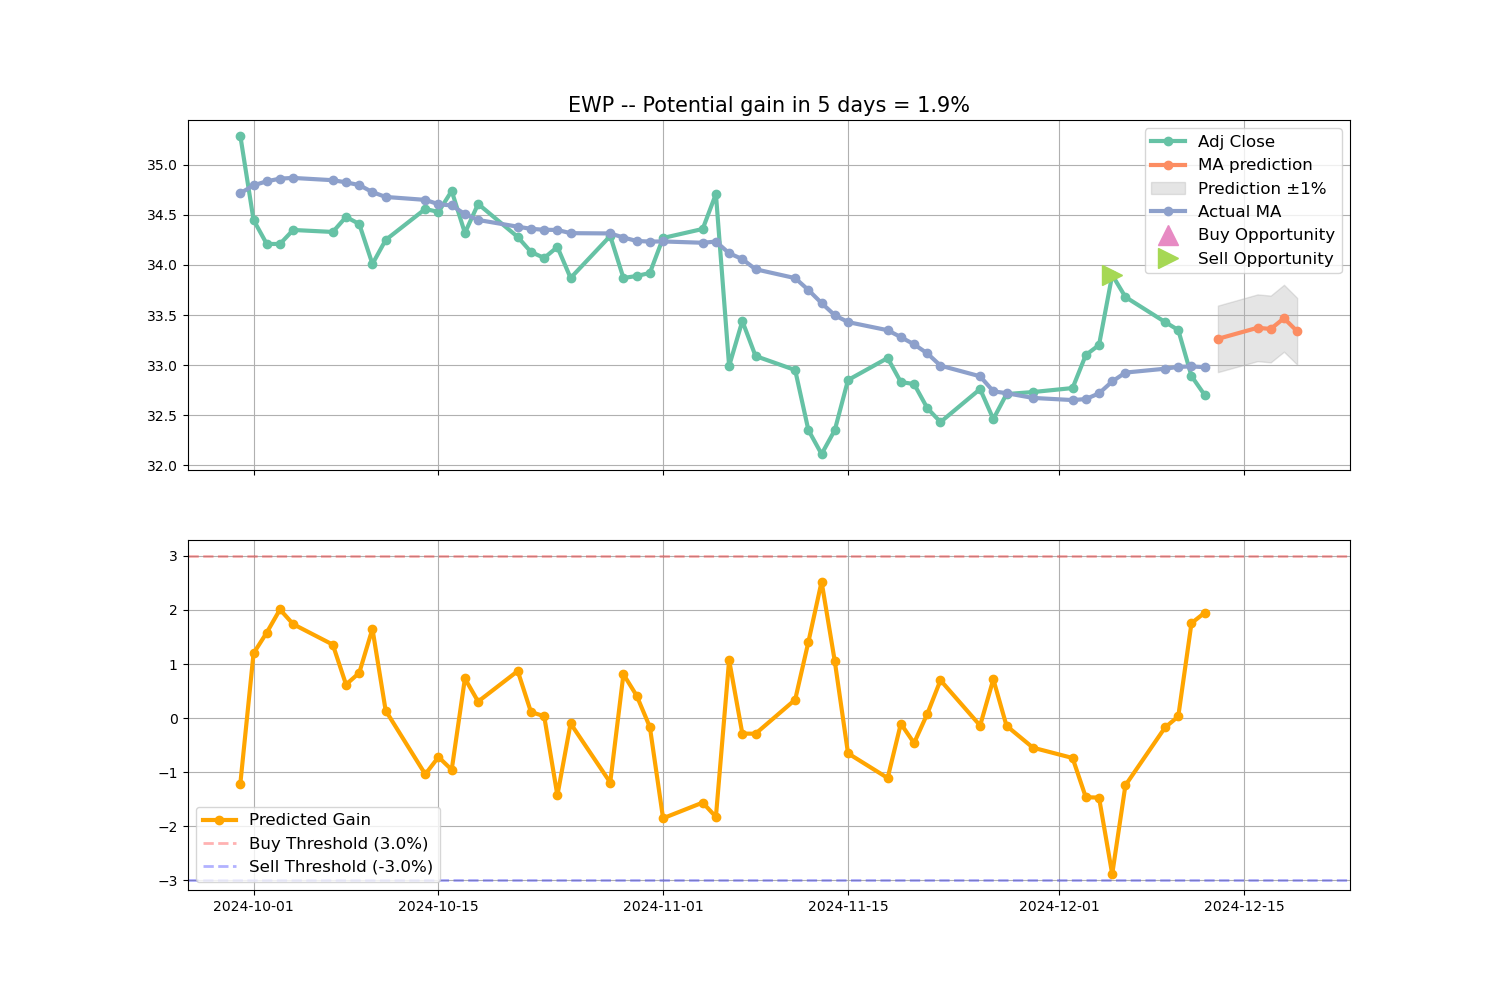 EWP -- Potential gain in 5 days = 1.9%
35.0
34.5
34.0
33.5
33.0
32.5
32.0
Adj Close
MA prediction
Prediction ±1%
Actual MA
Buy Opportunity
Sell Opportunity
3
2
1
0
−1
−2
−3
Predicted Gain
Buy Threshold (3.0%)
Sell Threshold (-3.0%)
2024-10-01
2024-10-15
2024-11-01
2024-11-15
2024-12-01
2024-12-15